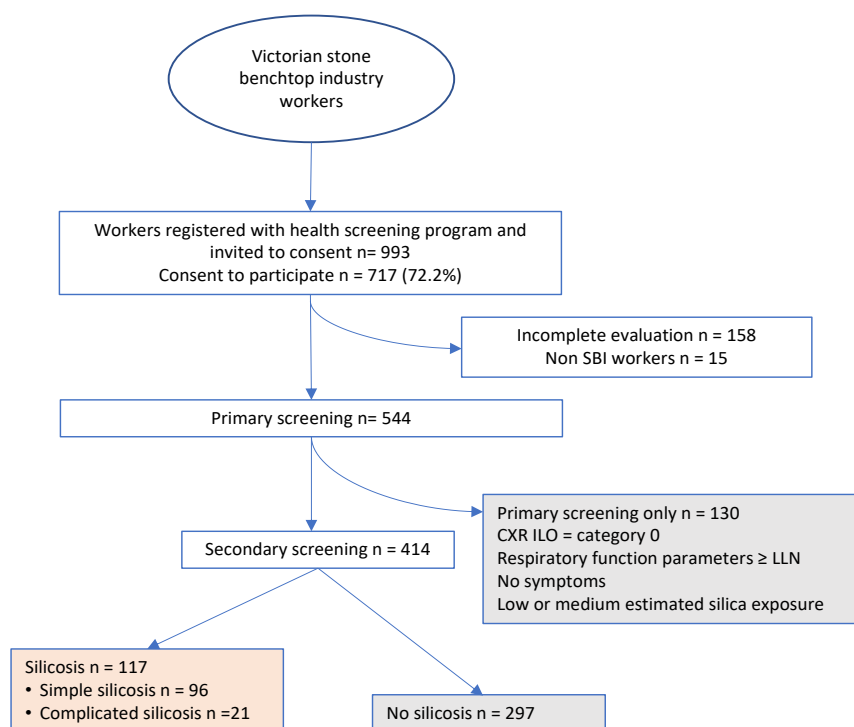 Victorian stone
benchtop industry
workers
Workers registered with health screening program and
invited to consent n= 993
Consent to participate n = 717 (72.2%)
Incomplete evaluation n = 158
Non SBI workers n = 15
Primary screening n= 544
Primary screening only n = 130
CXR ILO = category 0
Respiratory function parameters ≥ LLN
No symptoms
Low or medium estimated silica exposure
Secondary screening n = 414
Silicosis n = 117
• Simple silicosis n = 96
• Complicated silicosis n =21
No silicosis n = 297